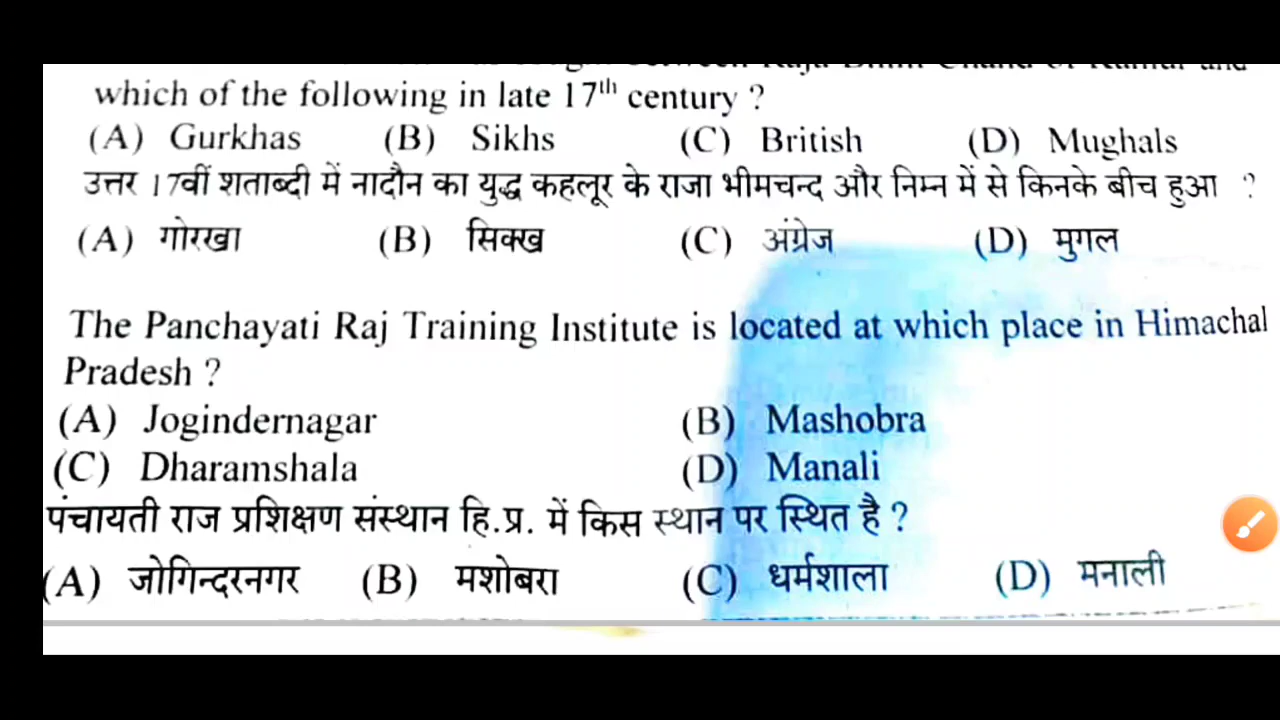 which of the following in late 17th century ?
(A) Gurkhas (B) Sikhs (C) British (D) Mughals
उत्तर 17वीं शताब्दी में नादौन का युद्ध कहलूर के राजा भीमचन्द और निम्न में से किनके बीच हुआ ?
(A) गोरखा (B) सिक्ख (C) अंग्रेज (D) मुगल
The Panchayati Raj Training Institute is located at which place in Himachal
Pradesh ?
(A) Jogindernagar (B) Mashobra
(C) Dharamshala (D) Manali
पंचायती राज प्रशिक्षण संस्थान हि.प्र. में किस स्थान पर स्थित है ?
(A) जोगिन्दरनगर (B) मशोबरा (C) धर्मशाला (D) मनाली